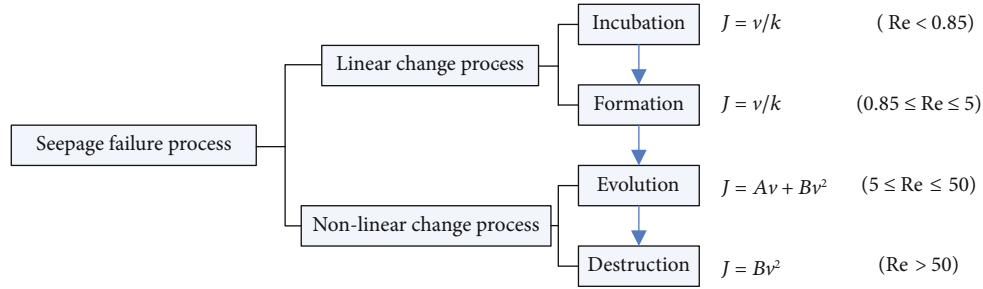 Seepage failure process
Linear change process
Non-linear change process
Incubation J = v/k ( Re < 0.85)
Formation J = v/k (0.85 ≤ Re ≤ 5)
Evolution J = Av + Bv² (5 ≤ Re ≤ 50)
Destruction J = Bv² (Re > 50)